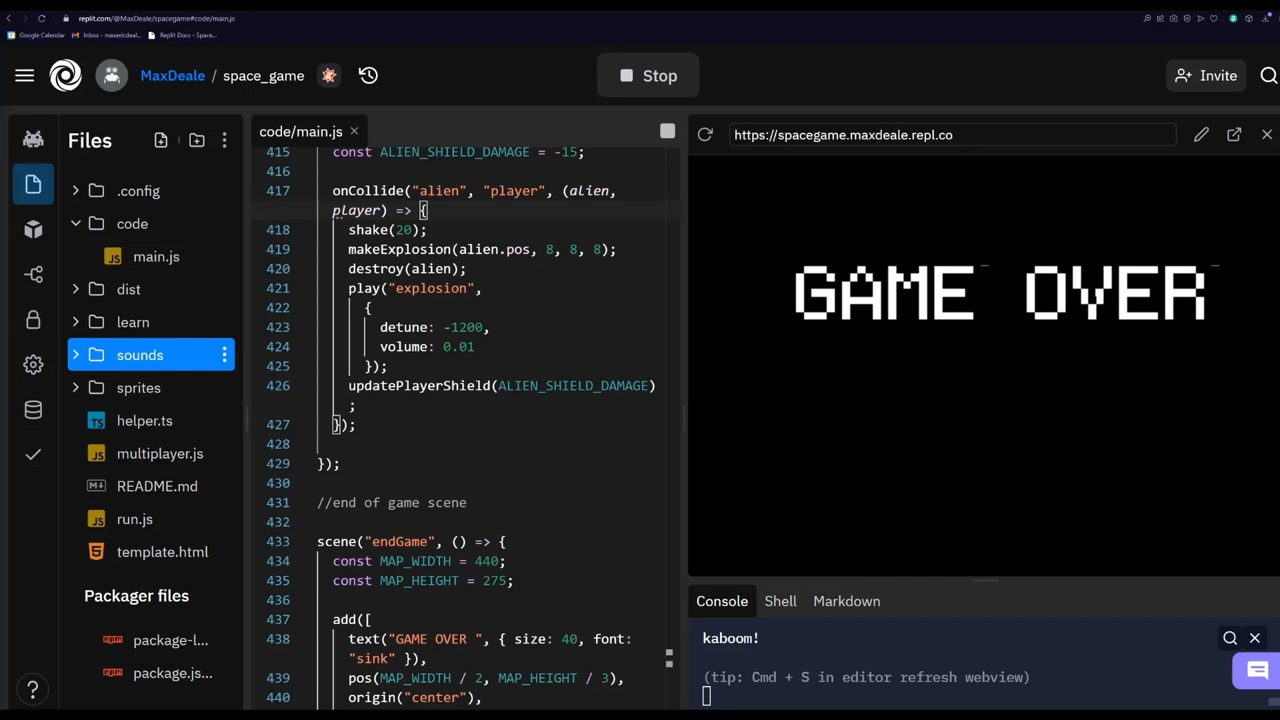 replit.com/@MaxDeale/spacegame#code/main.js
Google Calendar
Inbox - maxericdeal...
Replit Docs - Space...
MaxDeale / space_game
Stop
Invite
Files
.config
code
main.js
dist
learn
sounds
sprites
helper.ts
multiplayer.js
README.md
run.js
template.html
Packager files
package-l...
package.js...
code/main.js
415 const ALIEN_SHIELD_DAMAGE = -15;
416
417 onCollide("alien", "player", (alien,
player) => {
418 shake(20);
419 makeExplosion(alien.pos, 8, 8, 8);
420 destroy(alien);
421 play("explosion",
422 {
423 detune: -1200,
424 volume: 0.01
425 });
426 updatePlayerShield(ALIEN_SHIELD_DAMAGE)
;
427 });
428
429 });
430
431 //end of game scene
432
433 scene("endGame", () => {
434 const MAP_WIDTH = 440;
435 const MAP_HEIGHT = 275;
436
437 add([
438 text("GAME OVER ", { size: 40, font:
"sink" }),
439 pos(MAP_WIDTH / 2, MAP_HEIGHT / 3),
440 origin("center"),
https://spacegame.maxdeale.repl.co
GAME OVER
Console Shell Markdown
kaboom!
(tip: Cmd + S in editor refresh webview)